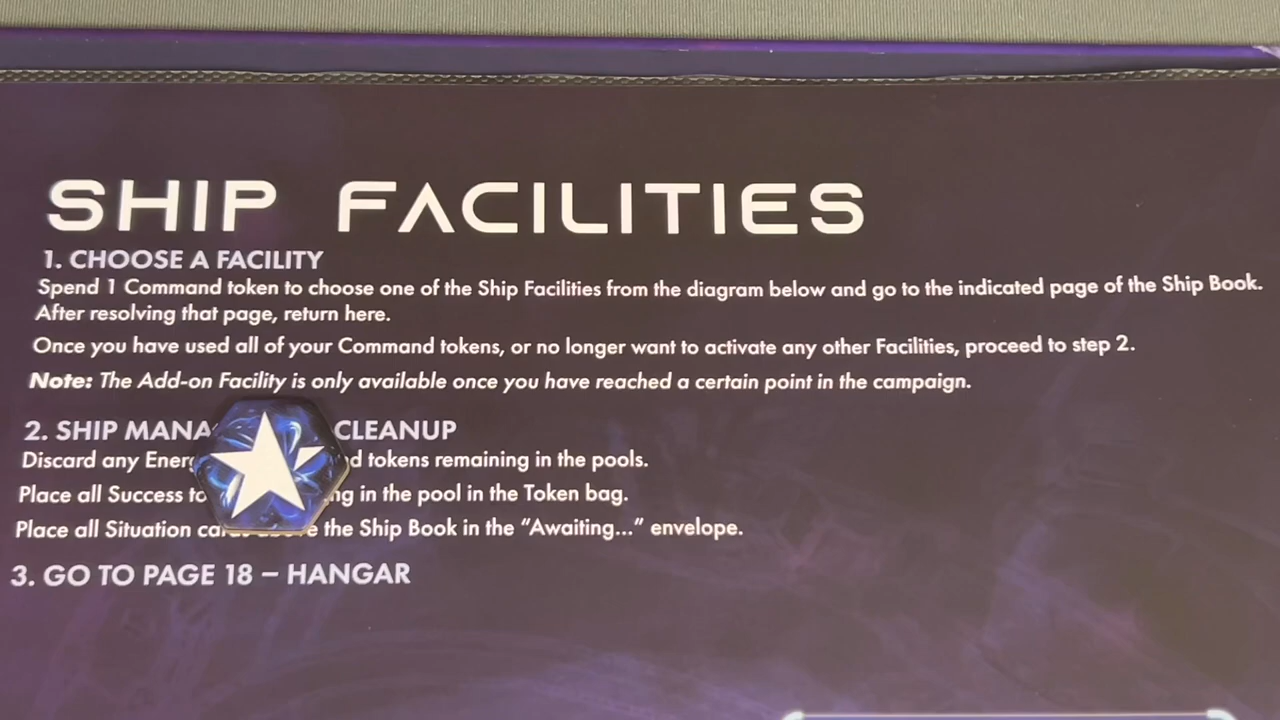 SHIP FACILITIES
1. CHOOSE A FACILITY
Spend 1 Command token to choose one of the Ship Facilities from the diagram below and go to the indicated page of the Ship Book.
After resolving that page, return here.
Once you have used all of your Command tokens, or no longer want to activate any other Facilities, proceed to step 2.
Note: The Add-on Facility is only available once you have reached a certain point in the campaign.
2. SHIP CLEANUP
Discard any tokens remaining in the pools.
Place all Success in the pool in the Token bag.
Place all Situation the Ship Book in the “Awaiting...” envelope.
3. GO TO PAGE 18 – HANGAR